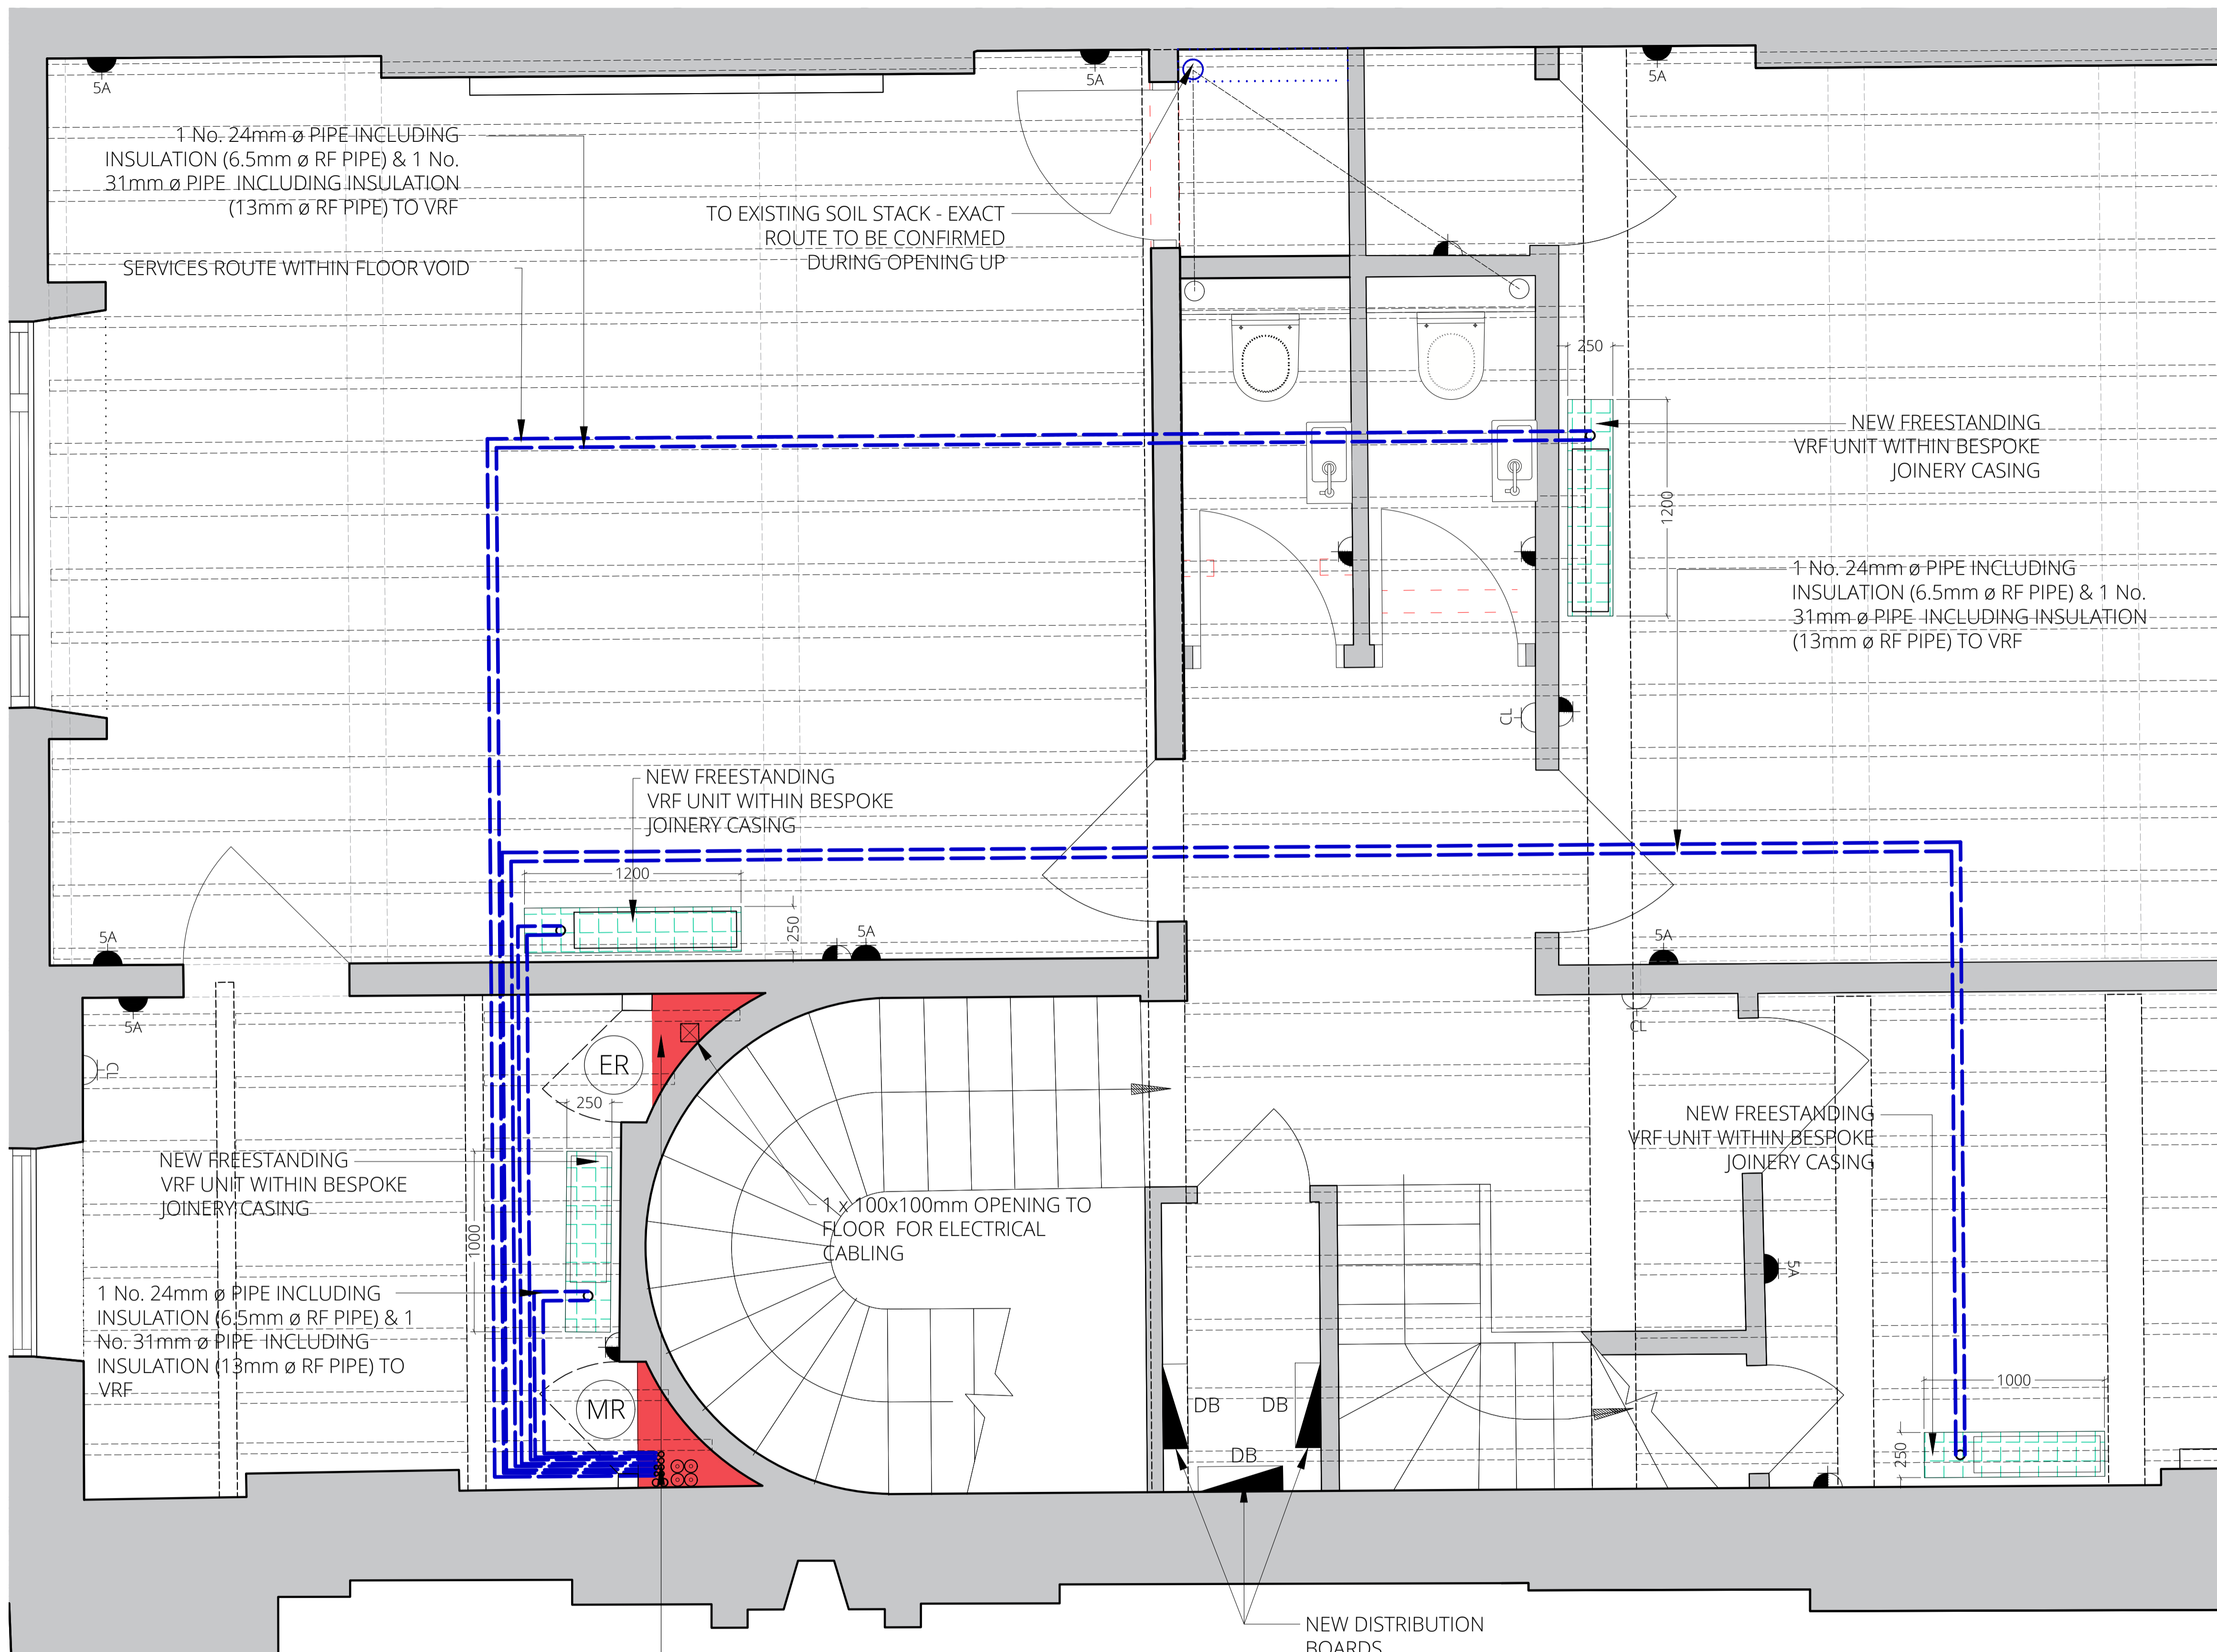 5A
5A
5A
1 No. 24mm ø PIPE INCLUDING
INSULATION (6.5mm ø RF PIPE) & 1 No.
31mm ø PIPE INCLUDING INSULATION
(13mm ø RF PIPE) TO VRF
TO EXISTING SOIL STACK - EXACT
ROUTE TO BE CONFIRMED
DURING OPENING UP
SERVICES ROUTE WITHIN FLOOR VOID
250
NEW FREESTANDING
VRF UNIT WITHIN BESPOKE
JOINERY CASING
1200
1 No. 24mm ø PIPE INCLUDING
INSULATION (6.5mm ø RF PIPE) & 1 No.
31mm ø PIPE INCLUDING INSULATION
(13mm ø RF PIPE) TO VRF
CL
NEW FREESTANDING
VRF UNIT WITHIN BESPOKE
JOINERY CASING
1200
250
5A
5A
5A
5A
CL
CL
ER
250
NEW FREESTANDING
VRF UNIT WITHIN BESPOKE
JOINERY CASING
NEW FREESTANDING
VRF UNIT WITHIN BESPOKE
JOINERY CASING
1000
1 x 100x100mm OPENING TO
FLOOR FOR ELECTRICAL
CABLING
5A
1 No. 24mm ø PIPE INCLUDING
INSULATION (6.5mm ø RF PIPE) & 1
No. 31mm ø PIPE INCLUDING
INSULATION (13mm ø RF PIPE) TO
VRF
MR
DB
DB
DB
1000
250
NEW DISTRIBUTION
BOARDS